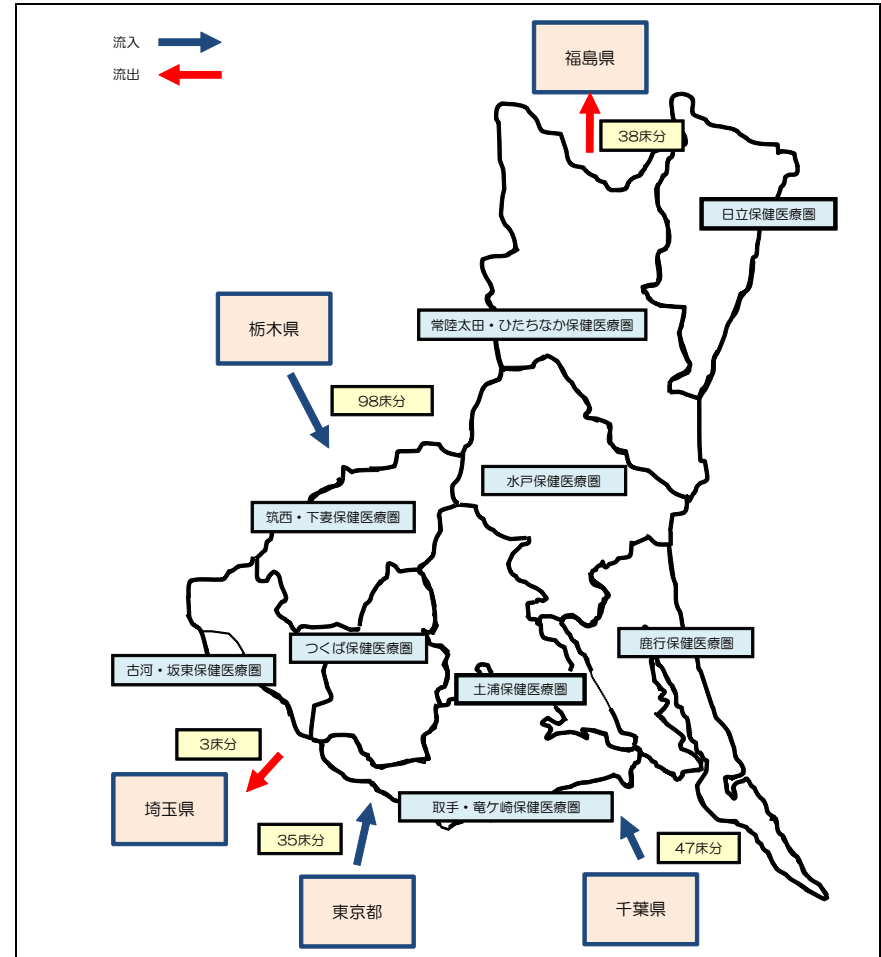 流入
流出
福島県
38床分
日立保健医療圏
栃木県
常陸太田・ひたちなか保健医療圏
98床分
水戸保健医療圏
筑西・下妻保健医療圏
つくば保健医療圏
鹿行保健医療圏
古河・坂東保健医療圏
土浦保健医療圏
3床分
埼玉県
取手・竜ケ崎保健医療圏
35床分
47床分
東京都
千葉県